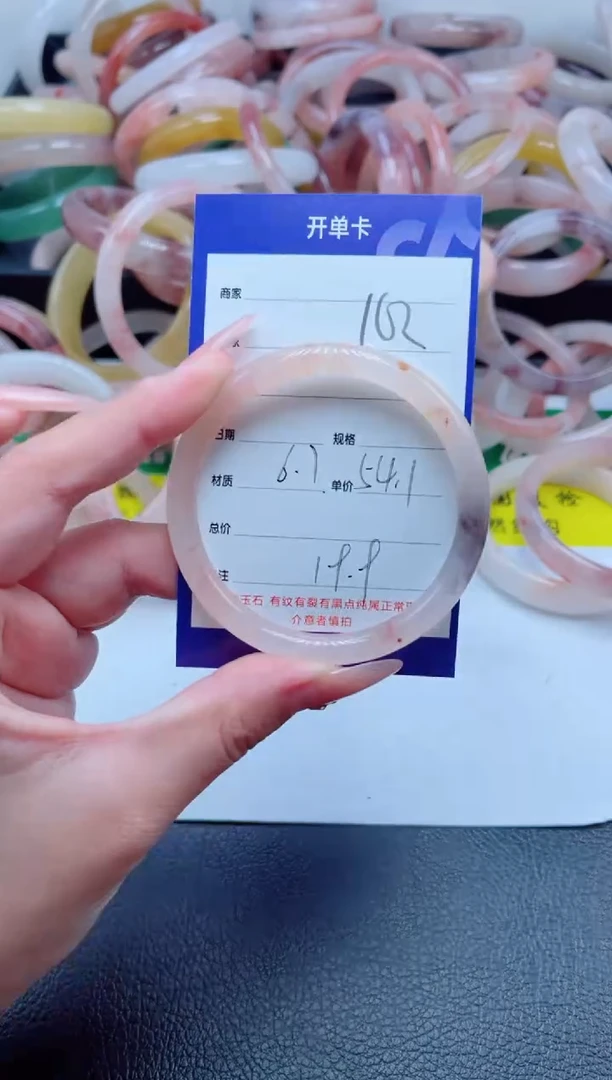 开单卡
商家
162
日期 规格
材质 6.7 单价 54.1
总价
注 19.9
玉石 有纹有裂有黑点纯属正常
介意者慎拍